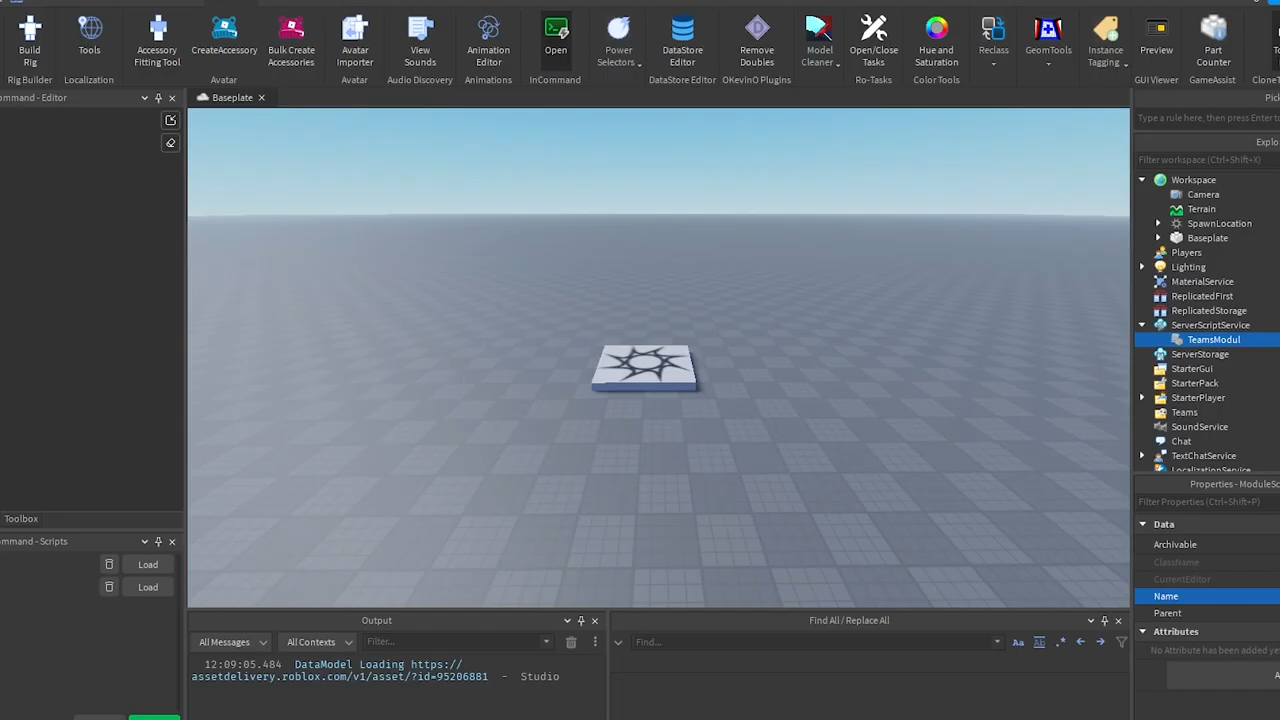 Build
Rig
Tools
Accessory
Fitting Tool
CreateAccessory
Bulk Create
Accessories
Avatar
Importer
View
Sounds
Animation
Editor
Open
Power
Selectors
DataStore
Editor
Remove
Doubles
Model
Cleaner
Open/Close
Tasks
Hue and
Saturation
Reclass
GeomTools
Instance
Tagging
Preview
Part
Counter
Rig Builder
Localization
Avatar
Avatar
Audio Discovery
Animations
InCommand
DataStore Editor
OKevinO Plugins
Ro-Tasks
Color Tools
GUI Viewer
GameAssist
CloneT
ommand - Editor
Baseplate
Pic
Type a rule here, then press Enter to
Explo
Filter workspace (Ctrl+Shift+X)
Workspace
Camera
Terrain
SpawnLocation
Baseplate
Players
Lighting
MaterialService
ReplicatedFirst
ReplicatedStorage
ServerScriptService
TeamsModul
ServerStorage
StarterGui
StarterPack
StarterPlayer
Teams
SoundService
Chat
TextChatService
LocalizationService
Properties - ModuleSc
Filter Properties (Ctrl+Shift+P)
Data
Archivable
ClassName
CurrentEditor
Name
Parent
Attributes
No Attribute has been added ye
A
Toolbox
ommand - Scripts
Load
Load
Output
All Messages
All Contexts
Filter...
12:09:05.484 DataModel Loading https://
assetdelivery.roblox.com/v1/asset/?id=95206881 - Studio
Find All / Replace All
Find...
Aa
Ab
.*